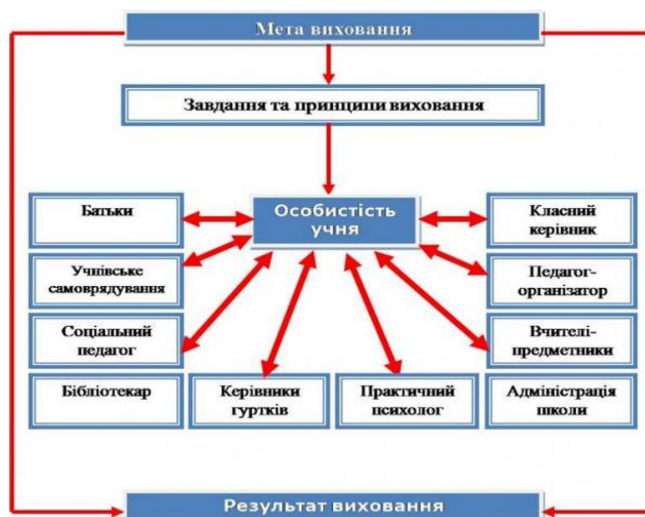 Мета виховання
Завдання та принципи виховання
Особистість
учня
Батьки
Класний
керівник
Учнівське
самоврядування
Педагог-
організатор
Соціальний
педагог
Вчителі-
предметники
Бібліотекар
Керівники
гуртків
Практичний
психолог
Адміністрація
школи
Результат виховання